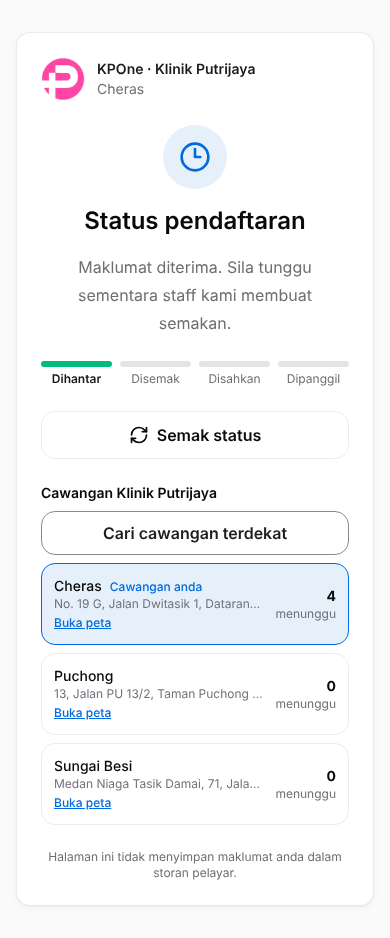 KPOne · Klinik Putrijaya
Cheras
Status pendaftaran
Maklumat diterima. Sila tunggu
sementara staff kami membuat
semakan.
Dihantar
Disemak
Disahkan
Dipanggil
Semak status
Cawangan Klinik Putrijaya
Cari cawangan terdekat
Cheras Cawangan anda
No. 19 G, Jalan Dwitasik 1, Dataran...
Buka peta
4
menunggu
Puchong
13, Jalan PU 13/2, Taman Puchong ...
Buka peta
0
menunggu
Sungai Besi
Medan Niaga Tasik Damai, 71, Jala...
Buka peta
0
menunggu
Halaman ini tidak menyimpan maklumat anda dalam
storan pelayar.